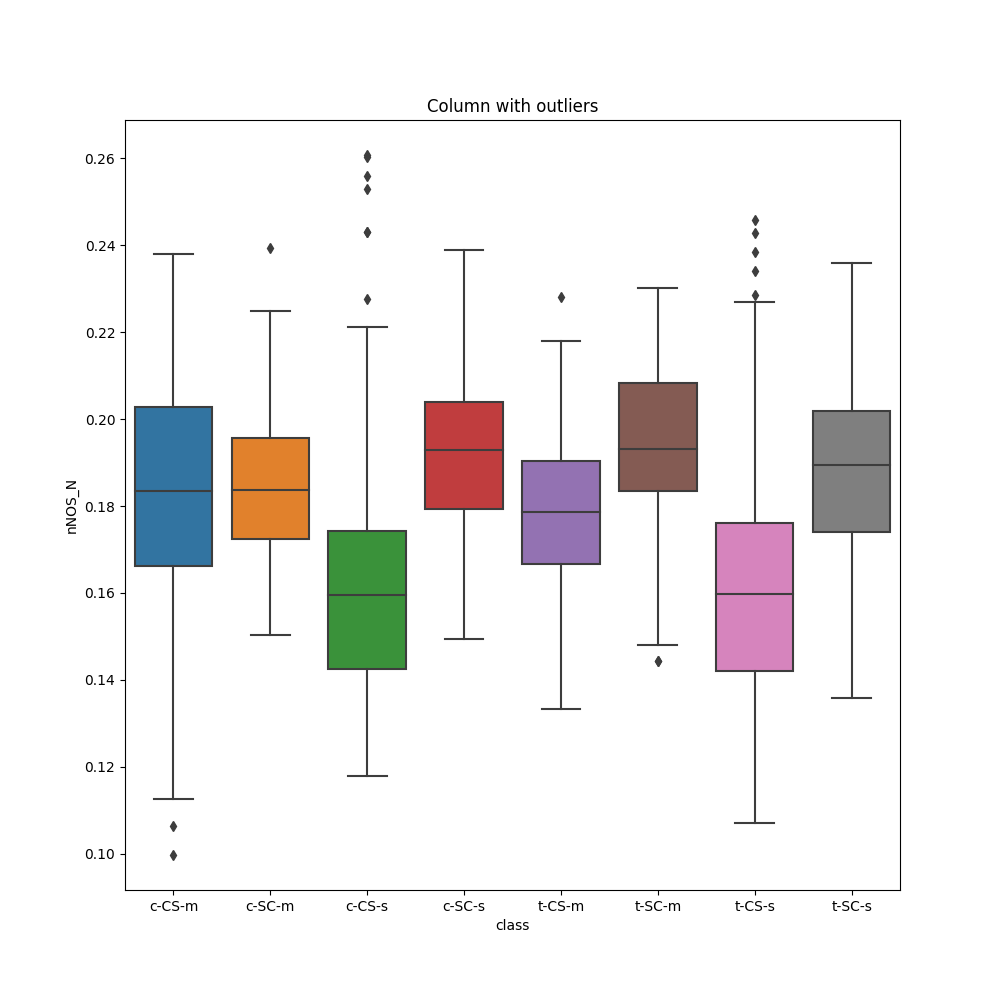 Column with outliers
0.26
0.24
0.22
0.20
0.18
0.16
0.14
0.12
0.10
nNOS_N
c-CS-m c-SC-m c-CS-s c-SC-s t-CS-m t-SC-m t-CS-s t-SC-s
class